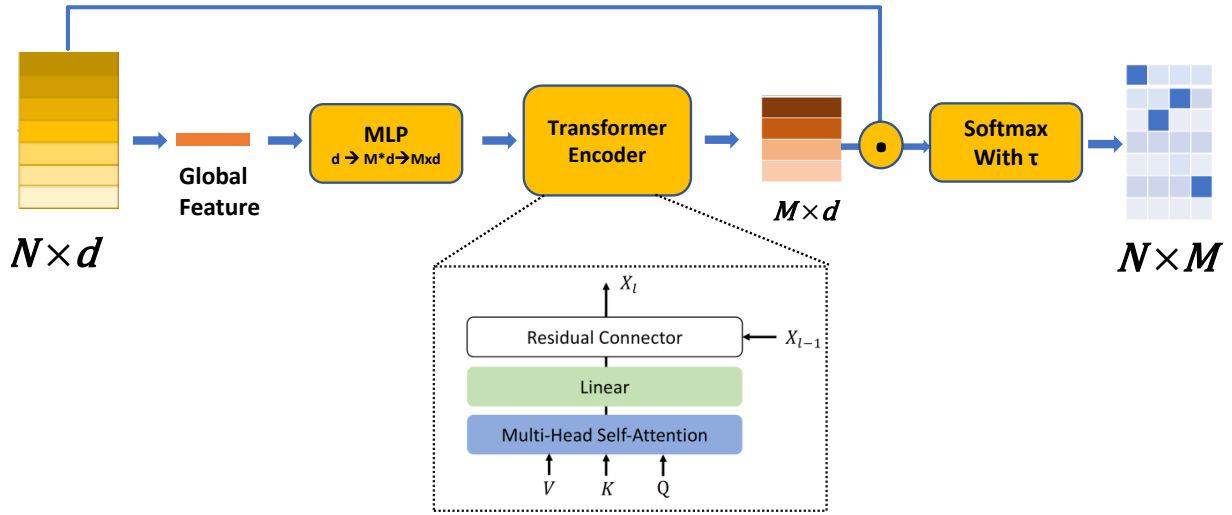 N×d
Global
Feature
MLP
d → M*d→Mxd
Transformer
Encoder
M×d
Softmax
With τ
N×M
X_l
Residual Connector
X_{l−1}
Linear
Multi-Head Self-Attention
V K Q